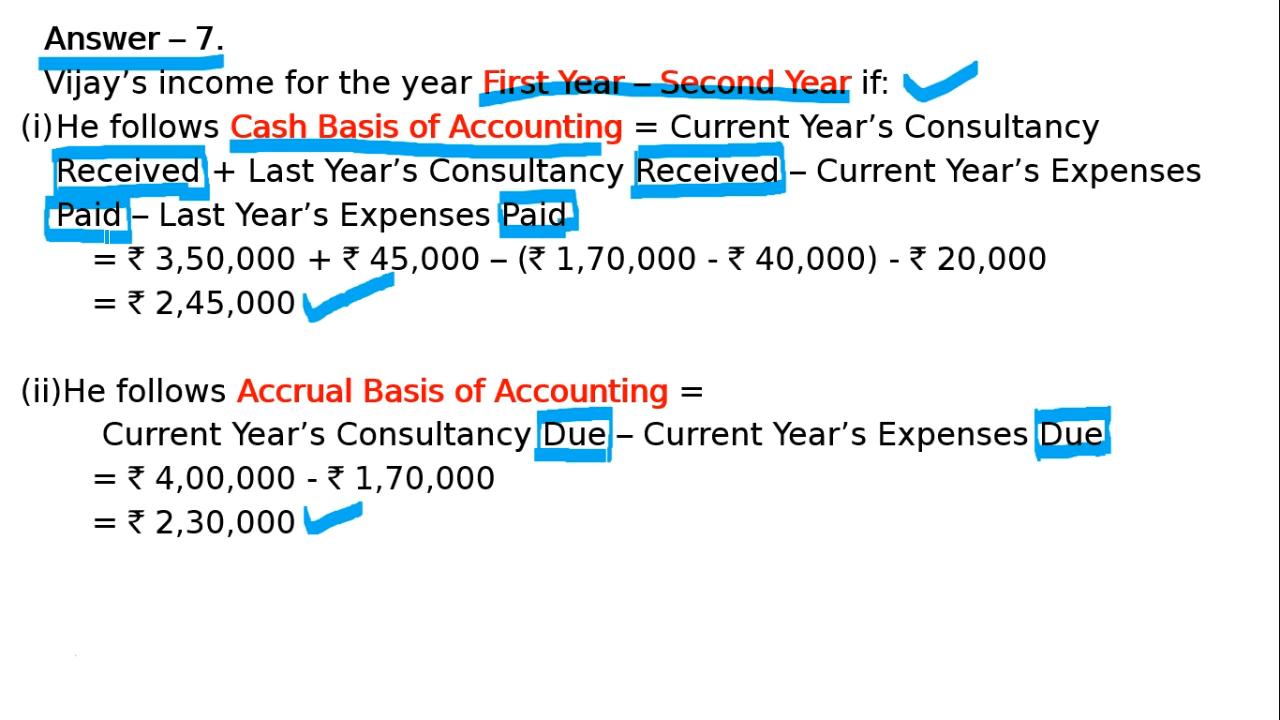 Answer – 7.
Vijay’s income for the year First Year – Second Year if:
(i)He follows Cash Basis of Accounting = Current Year’s Consultancy
Received + Last Year’s Consultancy Received – Current Year’s Expenses
Paid – Last Year’s Expenses Paid
= ₹ 3,50,000 + ₹ 45,000 – (₹ 1,70,000 - ₹ 40,000) - ₹ 20,000
= ₹ 2,45,000
(ii)He follows Accrual Basis of Accounting =
Current Year’s Consultancy Due – Current Year’s Expenses Due
= ₹ 4,00,000 - ₹ 1,70,000
= ₹ 2,30,000